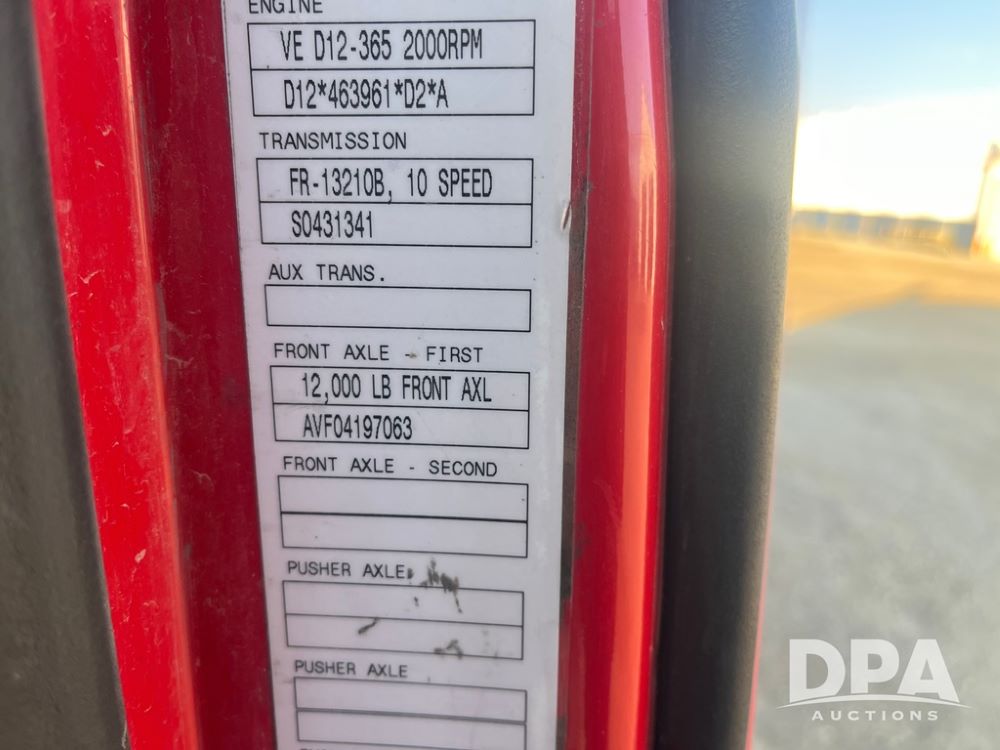 ENGINE
VE D12-365 2000RPM
D12*463961*D2*A
TRANSMISSION
FR-13210B, 10 SPEED
S0431341
AUX TRANS.
FRONT AXLE - FIRST
12,000 LB FRONT AXL
AVF04197063
FRONT AXLE - SECOND
PUSHER AXLE
PUSHER AXLE
DPA
AUCTIONS